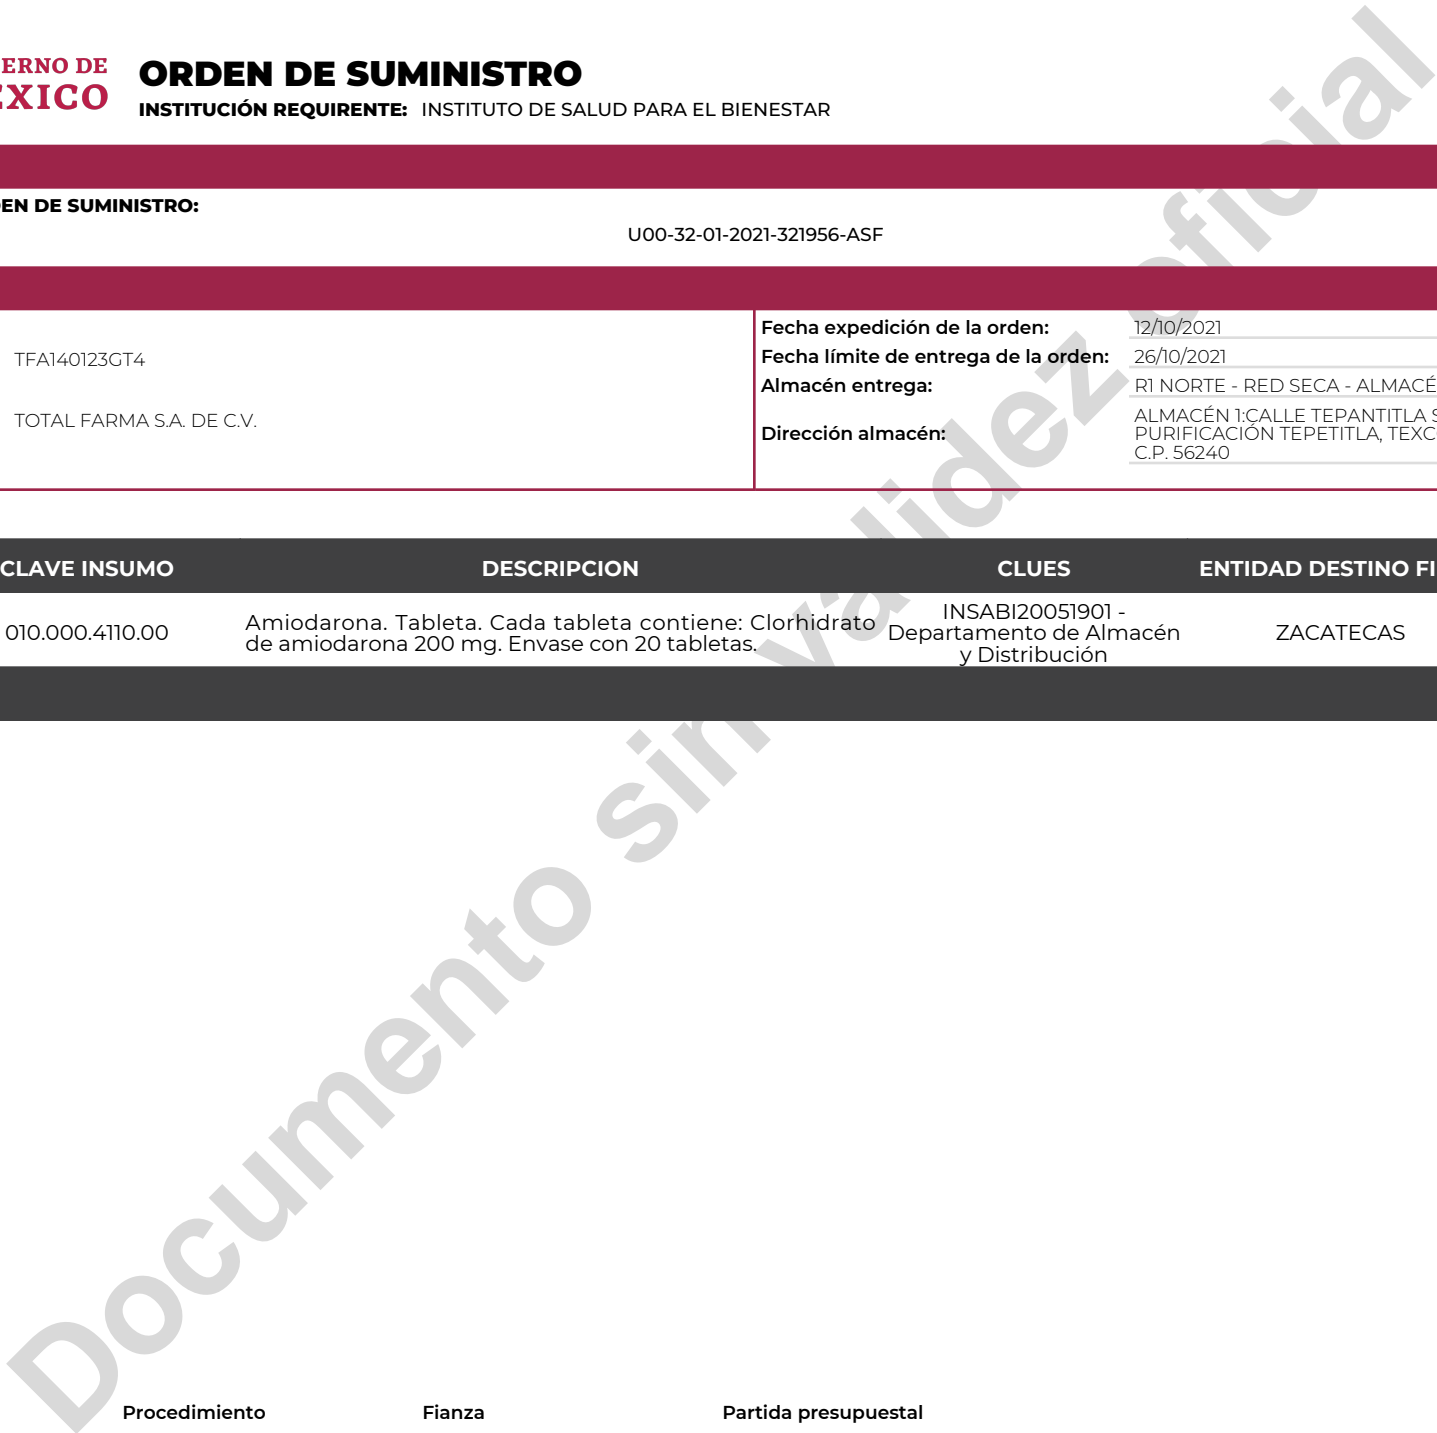 ERNO DE
ÉXICO
ORDEN DE SUMINISTRO
INSTITUCIÓN REQUIRENTE: INSTITUTO DE SALUD PARA EL BIENESTAR
EN DE SUMINISTRO:
U00-32-01-2021-321956-ASF
TFA140123GT4
TOTAL FARMA S.A. DE C.V.
Fecha expedición de la orden: 12/10/2021
Fecha límite de entrega de la orden: 26/10/2021
Almacén entrega: R1 NORTE - RED SECA - ALMACÉ
Dirección almacén:
ALMACÉN 1:CALLE TEPANTITLA S
PURIFICACIÓN TEPETITLA, TEXC
C.P. 56240
CLAVE INSUMO DESCRIPCION CLUES ENTIDAD DESTINO FI
010.000.4110.00
Amiodarona. Tableta. Cada tableta contiene: Clorhidrato
de amiodarona 200 mg. Envase con 20 tabletas.
INSABI20051901 -
Departamento de Almacén
y Distribución
ZACATECAS
Documento sin validez oficial
Procedimiento Fianza Partida presupuestal